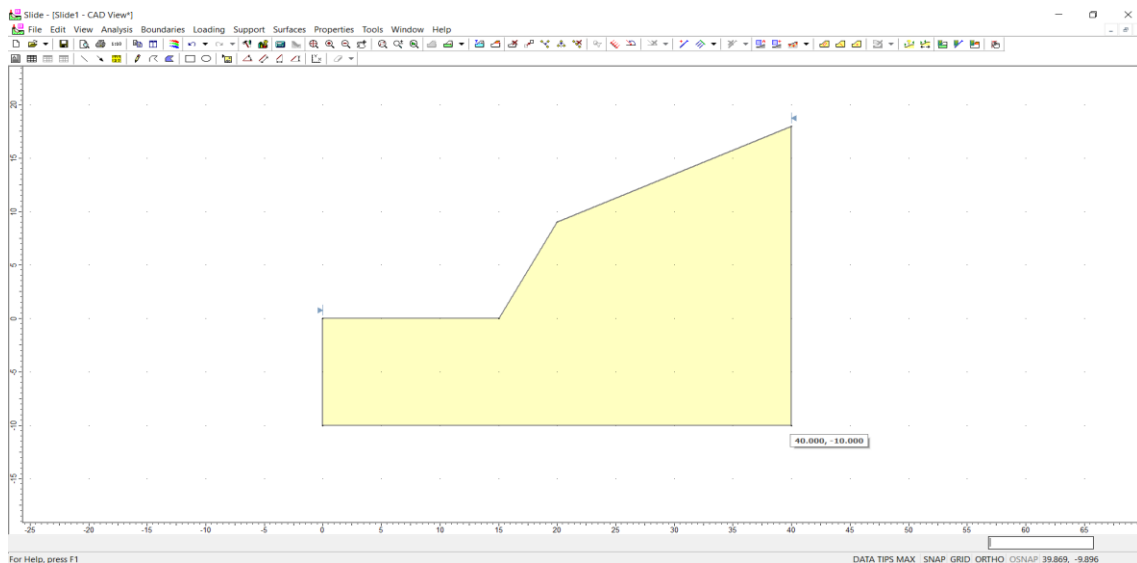 Slide - [Slide1 - CAD View*]
File Edit View Analysis Boundaries Loading Support Surfaces Properties Tools Window Help
20
15
10
5
0
-5
-10
-15
40.000, -10.000
-25 -20 -15 -10 -5 0 5 10 15 20 25 30 35 40 45 50 55 60 65
For Help, press F1
DATA TIPS MAX SNAP GRID ORTHO OSNAP 39.869, -9.896